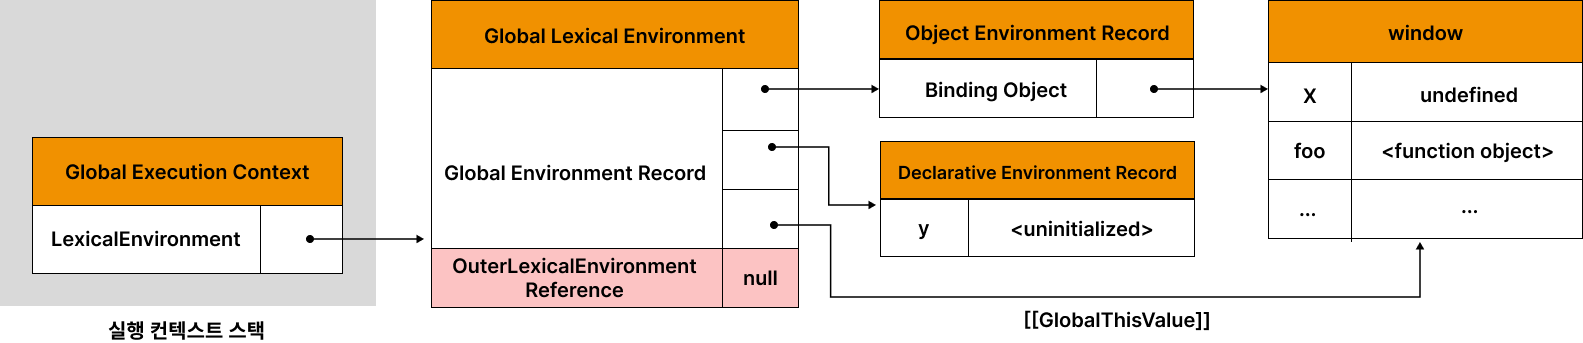 Global Execution Context
LexicalEnvironment
실행 컨텍스트 스택
Global Lexical Environment
Global Environment Record
OuterLexicalEnvironment
Reference
null
Object Environment Record
Binding Object
Declarative Environment Record
y <uninitialized>
window
X undefined
foo <function object>
... ...
[[GlobalThisValue]]